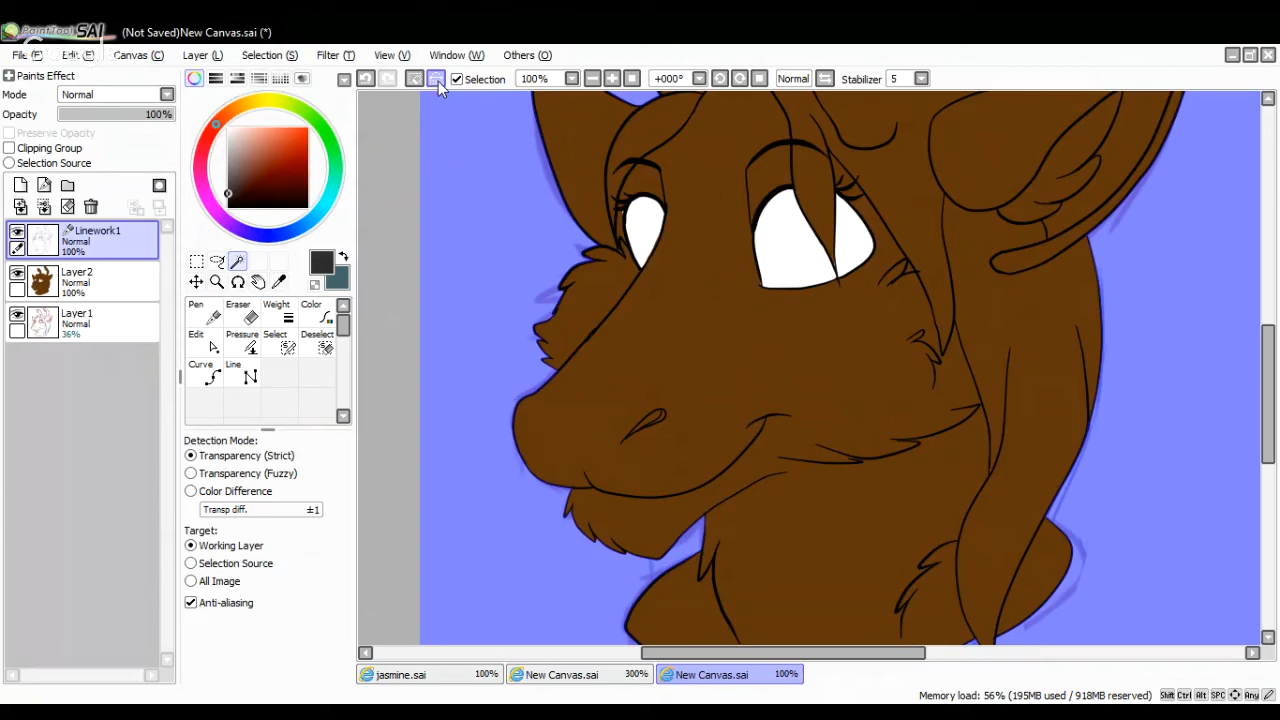 PaintTool SAI (Not Saved)New Canvas.sai (*)
File (F) Edit (E) Canvas (C) Layer (L) Selection (S) Filter (T) View (V) Window (W) Others (O)
Paints Effect
Selection 100% +000° Normal Stabilizer 5
Mode Normal
Opacity 100%
Preserve Opacity
Clipping Group
Selection Source
Linework1
Normal
100%
Layer2
Normal
100%
Layer1
Normal
36%
Pen Eraser Weight Color
Edit Pressure Select Deselect
Curve Line
Detection Mode:
Transparency (Strict)
Transparency (Fuzzy)
Color Difference
Transp diff. ±1
Target:
Working Layer
Selection Source
All Image
Anti-aliasing
jasmine.sai 100% New Canvas.sai 300% New Canvas.sai 100%
Memory load: 56% (195MB used / 918MB reserved) Shift Ctrl Alt SPC Any